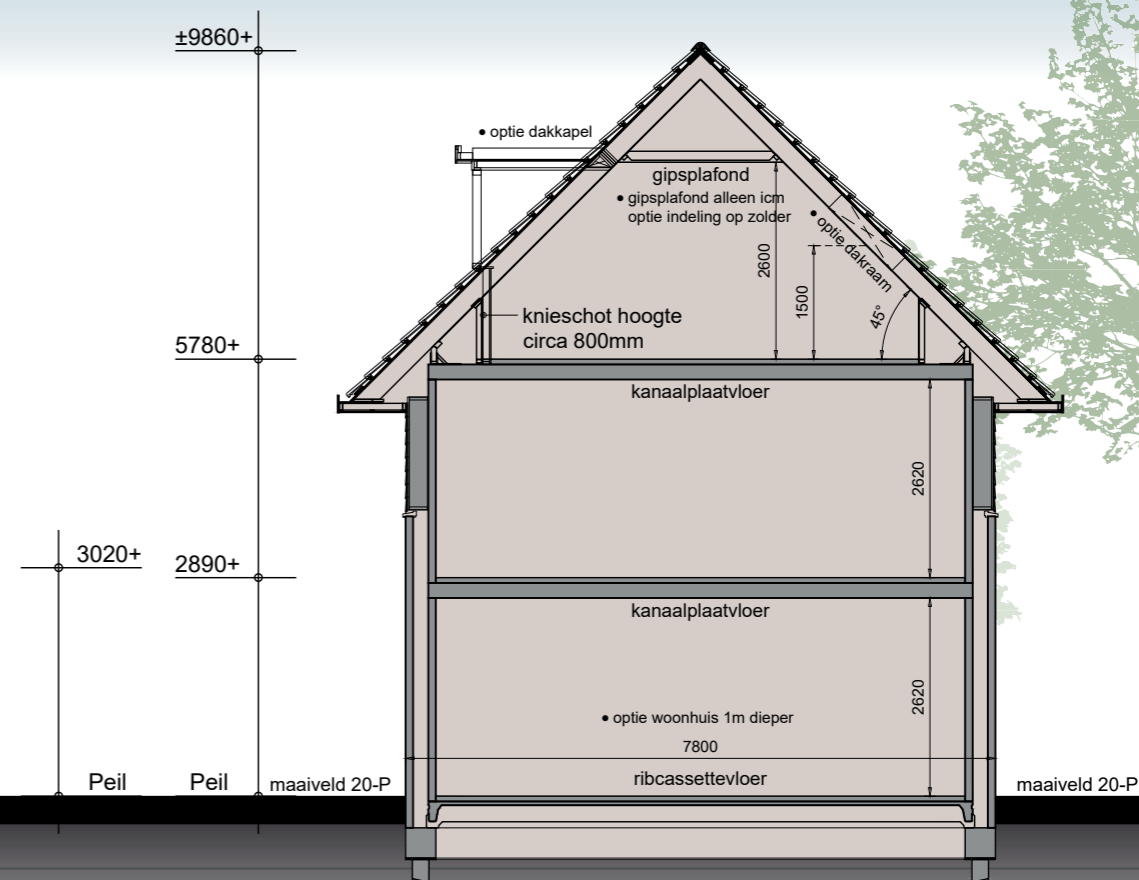 ±9860+
• optie dakkapel
gipsplafond
• gipsplafond alleen icm
optie indeling op zolder
• optie dakraam
2600
1500
45°
knieschot hoogte
circa 800mm
5780+
kanaalplaatvloer
2620
3020+
2890+
kanaalplaatvloer
2620
• optie woonhuis 1m dieper
7800
Peil
Peil
maaiveld 20-P
ribcassettevloer
maaiveld 20-P